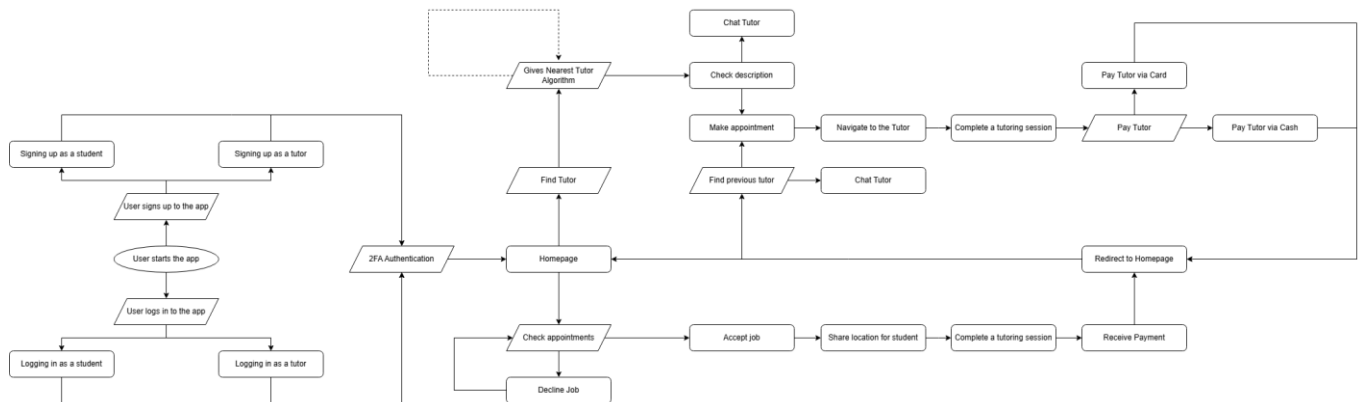 Chat Tutor
Gives Nearest Tutor
Algorithm
Check description
Pay Tutor via Card
Make appointment
Navigate to the Tutor
Complete a tutoring session
Pay Tutor
Pay Tutor via Cash
Signing up as a student
Signing up as a tutor
Find Tutor
Find previous tutor
Chat Tutor
User signs up to the app
User starts the app
2FA Authentication
Homepage
Redirect to Homepage
User logs in to the app
Check appointments
Accept job
Share location for student
Complete a tutoring session
Receive Payment
Logging in as a student
Logging in as a tutor
Decline Job